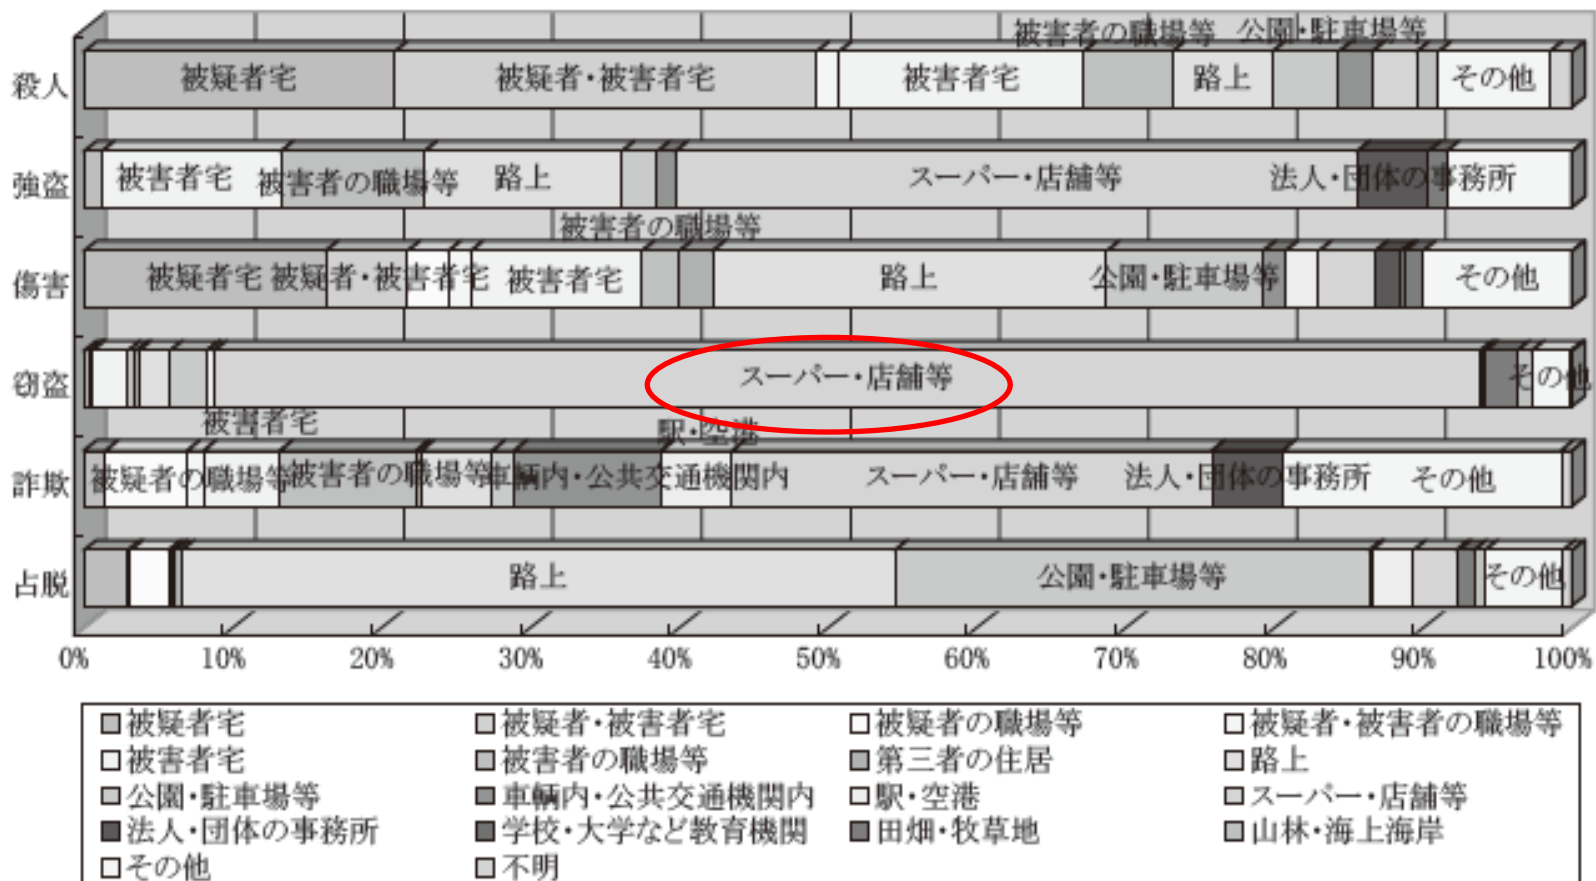 被害者の職場等 公園・駐車場等
殺人 被疑者宅 被疑者・被害者宅 被害者宅 路上 その他
強盗 被害者宅 被害者の職場等 路上 スーパー・店舗等 法人・団体の事務所
被害者の職場等
傷害 被疑者宅 被疑者・被害者宅 被害者宅 路上 公園・駐車場等 その他
窃盗 スーパー・店舗等 その他
被害者宅 駅・空港
詐欺 被疑者の職場等 被害者の職場等 車輌内・公共交通機関内 スーパー・店舗等 法人・団体の事務所 その他
占脱 路上 公園・駐車場等 その他
0% 10% 20% 30% 40% 50% 60% 70% 80% 90% 100%
被疑者宅 被疑者・被害者宅 被疑者の職場等 被疑者・被害者の職場等
被害者宅 被害者の職場等 第三者の住居 路上
公園・駐車場等 車輌内・公共交通機関内 駅・空港 スーパー・店舗等
法人・団体の事務所 学校・大学など教育機関 田畑・牧草地 山林・海上海岸
その他 不明